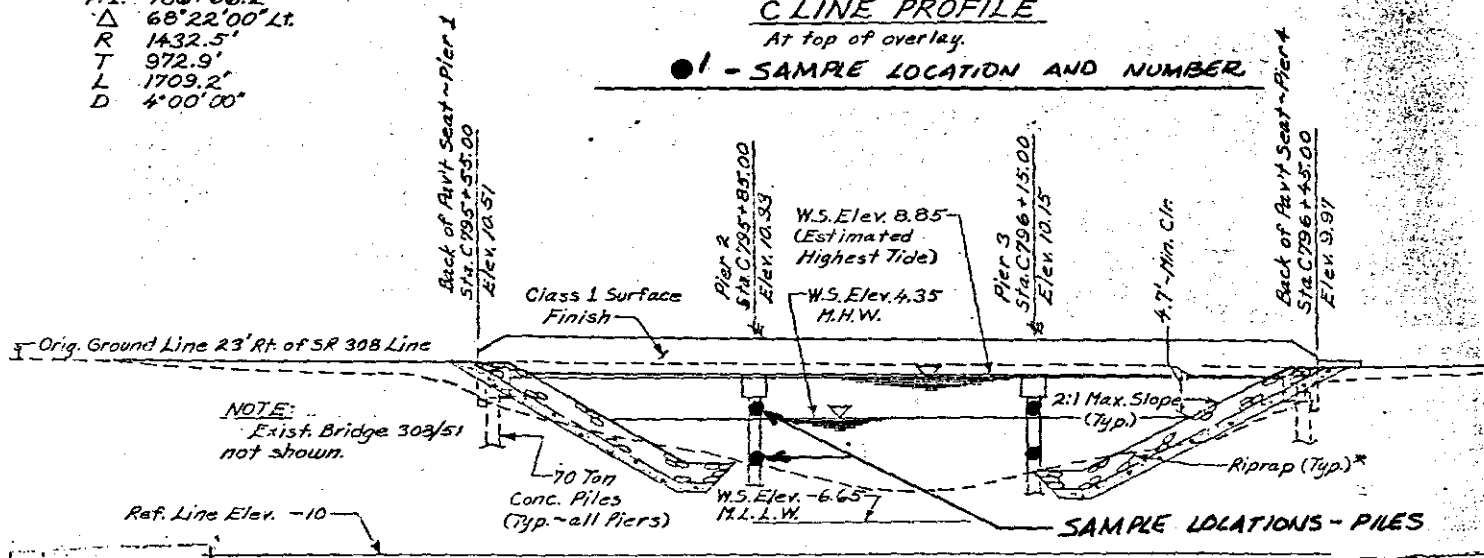 Δ 68°22'00" Lt.
R 1432.5'
T 972.9'
L 1709.2'
D 4°00'00"
C LINE PROFILE
At top of overlay.
●1 - SAMPLE LOCATION AND NUMBER
Back of Pav't Seat~Pier 1
Sta. C795+55.00
Elev. 10.51
Pier 2
Sta. C795+85.00
Elev. 10.33
Pier 3
Sta. C796+15.00
Elev. 10.15
Back of Pav't Seat~Pier 4
Sta. C796+45.00
Elev. 9.97
W.S. Elev. 8.85
(Estimated
Highest Tide)
W.S. Elev. 4.35
M.H.W.
4.7'-Min. Clr.
Class 1 Surface
Finish
Orig. Ground Line 23' Rt. of SR 308 Line
NOTE:
Exist. Bridge 308/51
not shown.
2:1 Max. Slope
(Typ.)
Riprap (Typ.)*
70 Ton
Conc. Piles
(Typ.~all Piers)
W.S. Elev. -6.65
M.L.L.W.
SAMPLE LOCATIONS - PILES
Ref. Line Elev. -10